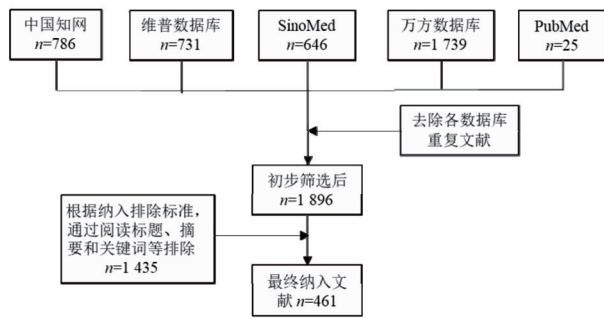 中国知网
n=786
维普数据库
n=731
SinoMed
n=646
万方数据库
n=1 739
PubMed
n=25
去除各数据库
重复文献
初步筛选后
n=1 896
根据纳入排除标准，
通过阅读标题、摘
要和关键词等排除
n=1 435
最终纳入文
献 n=461